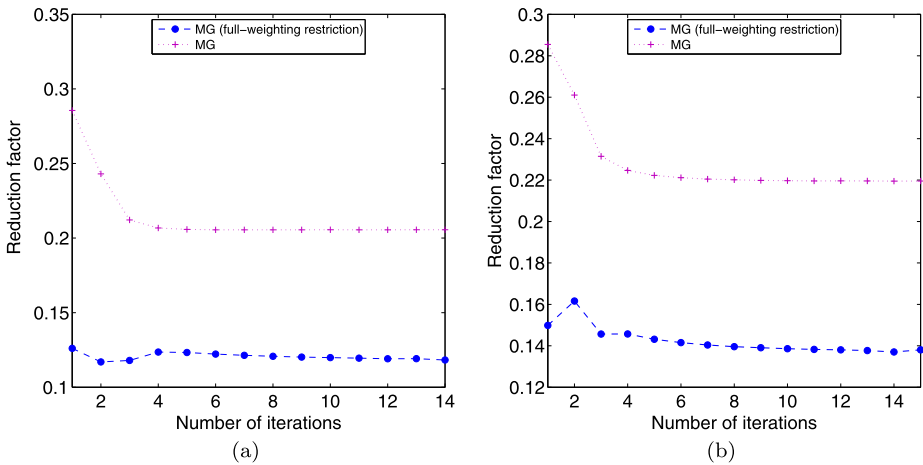 0.35
0.3
0.25
0.2
0.15
0.1
Reduction factor
MG (full-weighting restriction)
MG
2 4 6 8 10 12 14
Number of iterations
(a)
0.3
0.28
0.26
0.24
0.22
0.2
0.18
0.16
0.14
0.12
Reduction factor
MG (full-weighting restriction)
MG
2 4 6 8 10 12 14
Number of iterations
(b)